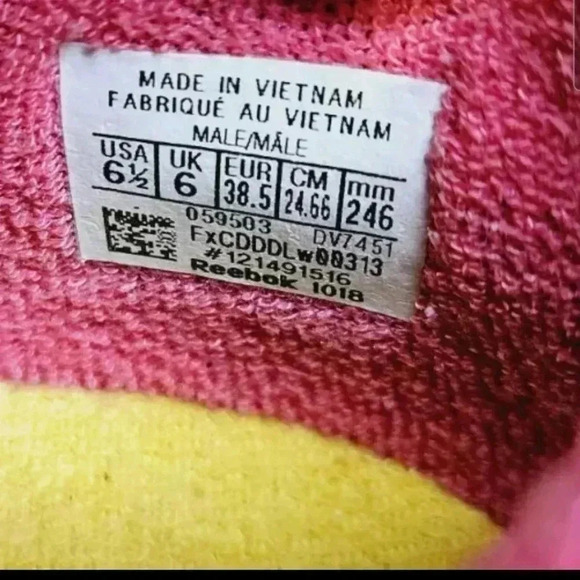 MADE IN VIETNAM
FABRIQUÉ AU VIETNAM
MALE/MÂLE
USA UK EUR CM mm
6½ 6 38.5 24.66 246
059503 DV7451
FxCDDDLw00313
#121491516
Reebok 1018